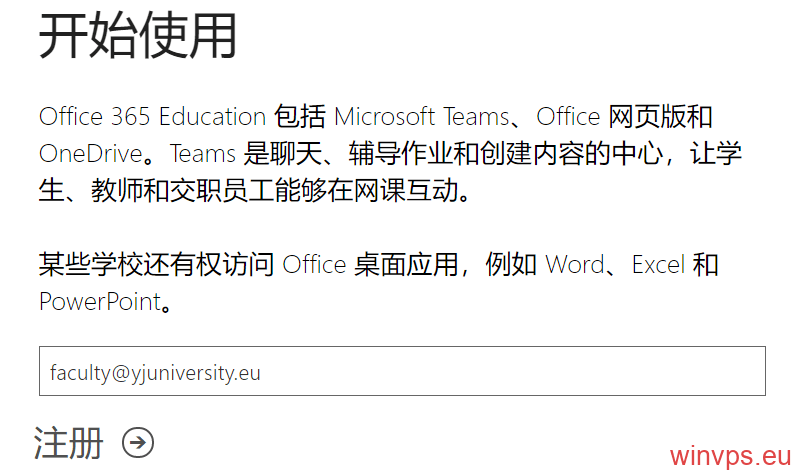 开始使用
Office 365 Education 包括 Microsoft Teams、Office 网页版和
OneDrive。Teams 是聊天、辅导作业和创建内容的中心，让学
生、教师和交职员工能够在网课互动。
某些学校还有权访问 Office 桌面应用，例如 Word、Excel 和
PowerPoint。
faculty@yjuniversity.eu
注册
winvps.eu